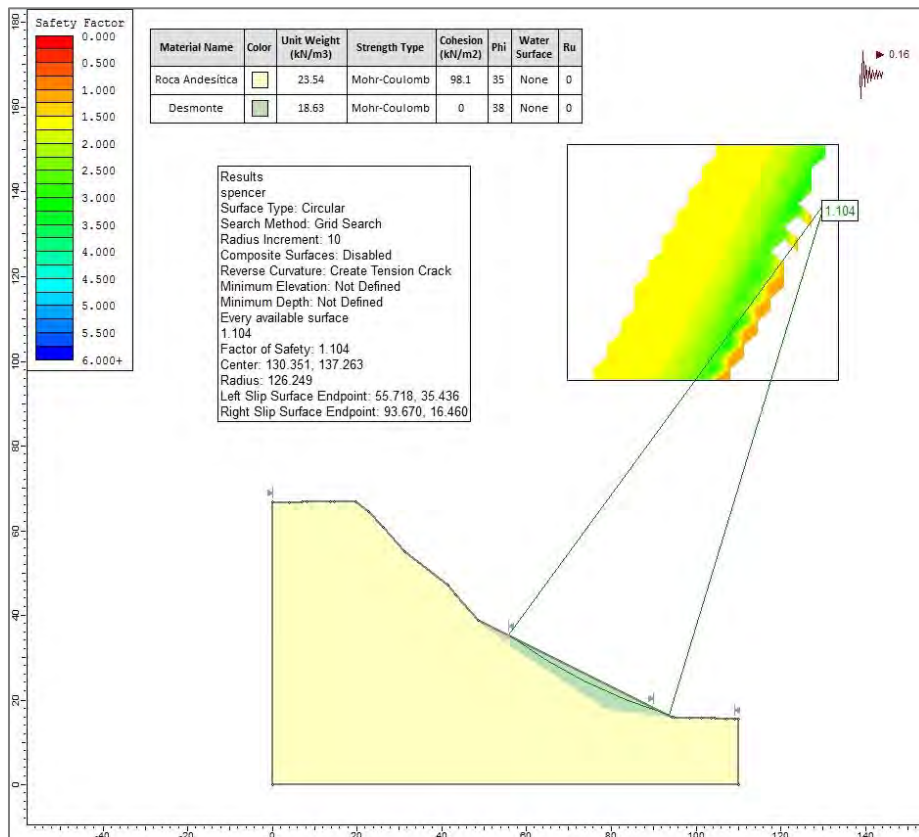 Safety Factor
0.000
0.500
1.000
1.500
2.000
2.500
3.000
3.500
4.000
4.500
5.000
5.500
6.000+
Material Name Color Unit Weight (kN/m3) Strength Type Cohesion (kN/m2) Phi Water Surface Ru
Roca Andesítica 23.54 Mohr-Coulomb 98.1 35 None 0
Desmonte 18.63 Mohr-Coulomb 0 38 None 0
0.16
Results
spencer
Surface Type: Circular
Search Method: Grid Search
Radius Increment: 10
Composite Surfaces: Disabled
Reverse Curvature: Create Tension Crack
Minimum Elevation: Not Defined
Minimum Depth: Not Defined
Every available surface
1.104
Factor of Safety: 1.104
Center: 130.351, 137.263
Radius: 126.249
Left Slip Surface Endpoint: 55.718, 35.436
Right Slip Surface Endpoint: 93.670, 16.460
1.104
180
160
140
120
100
80
60
40
20
0
-40 -20 0 20 40 60 80 100 120 140